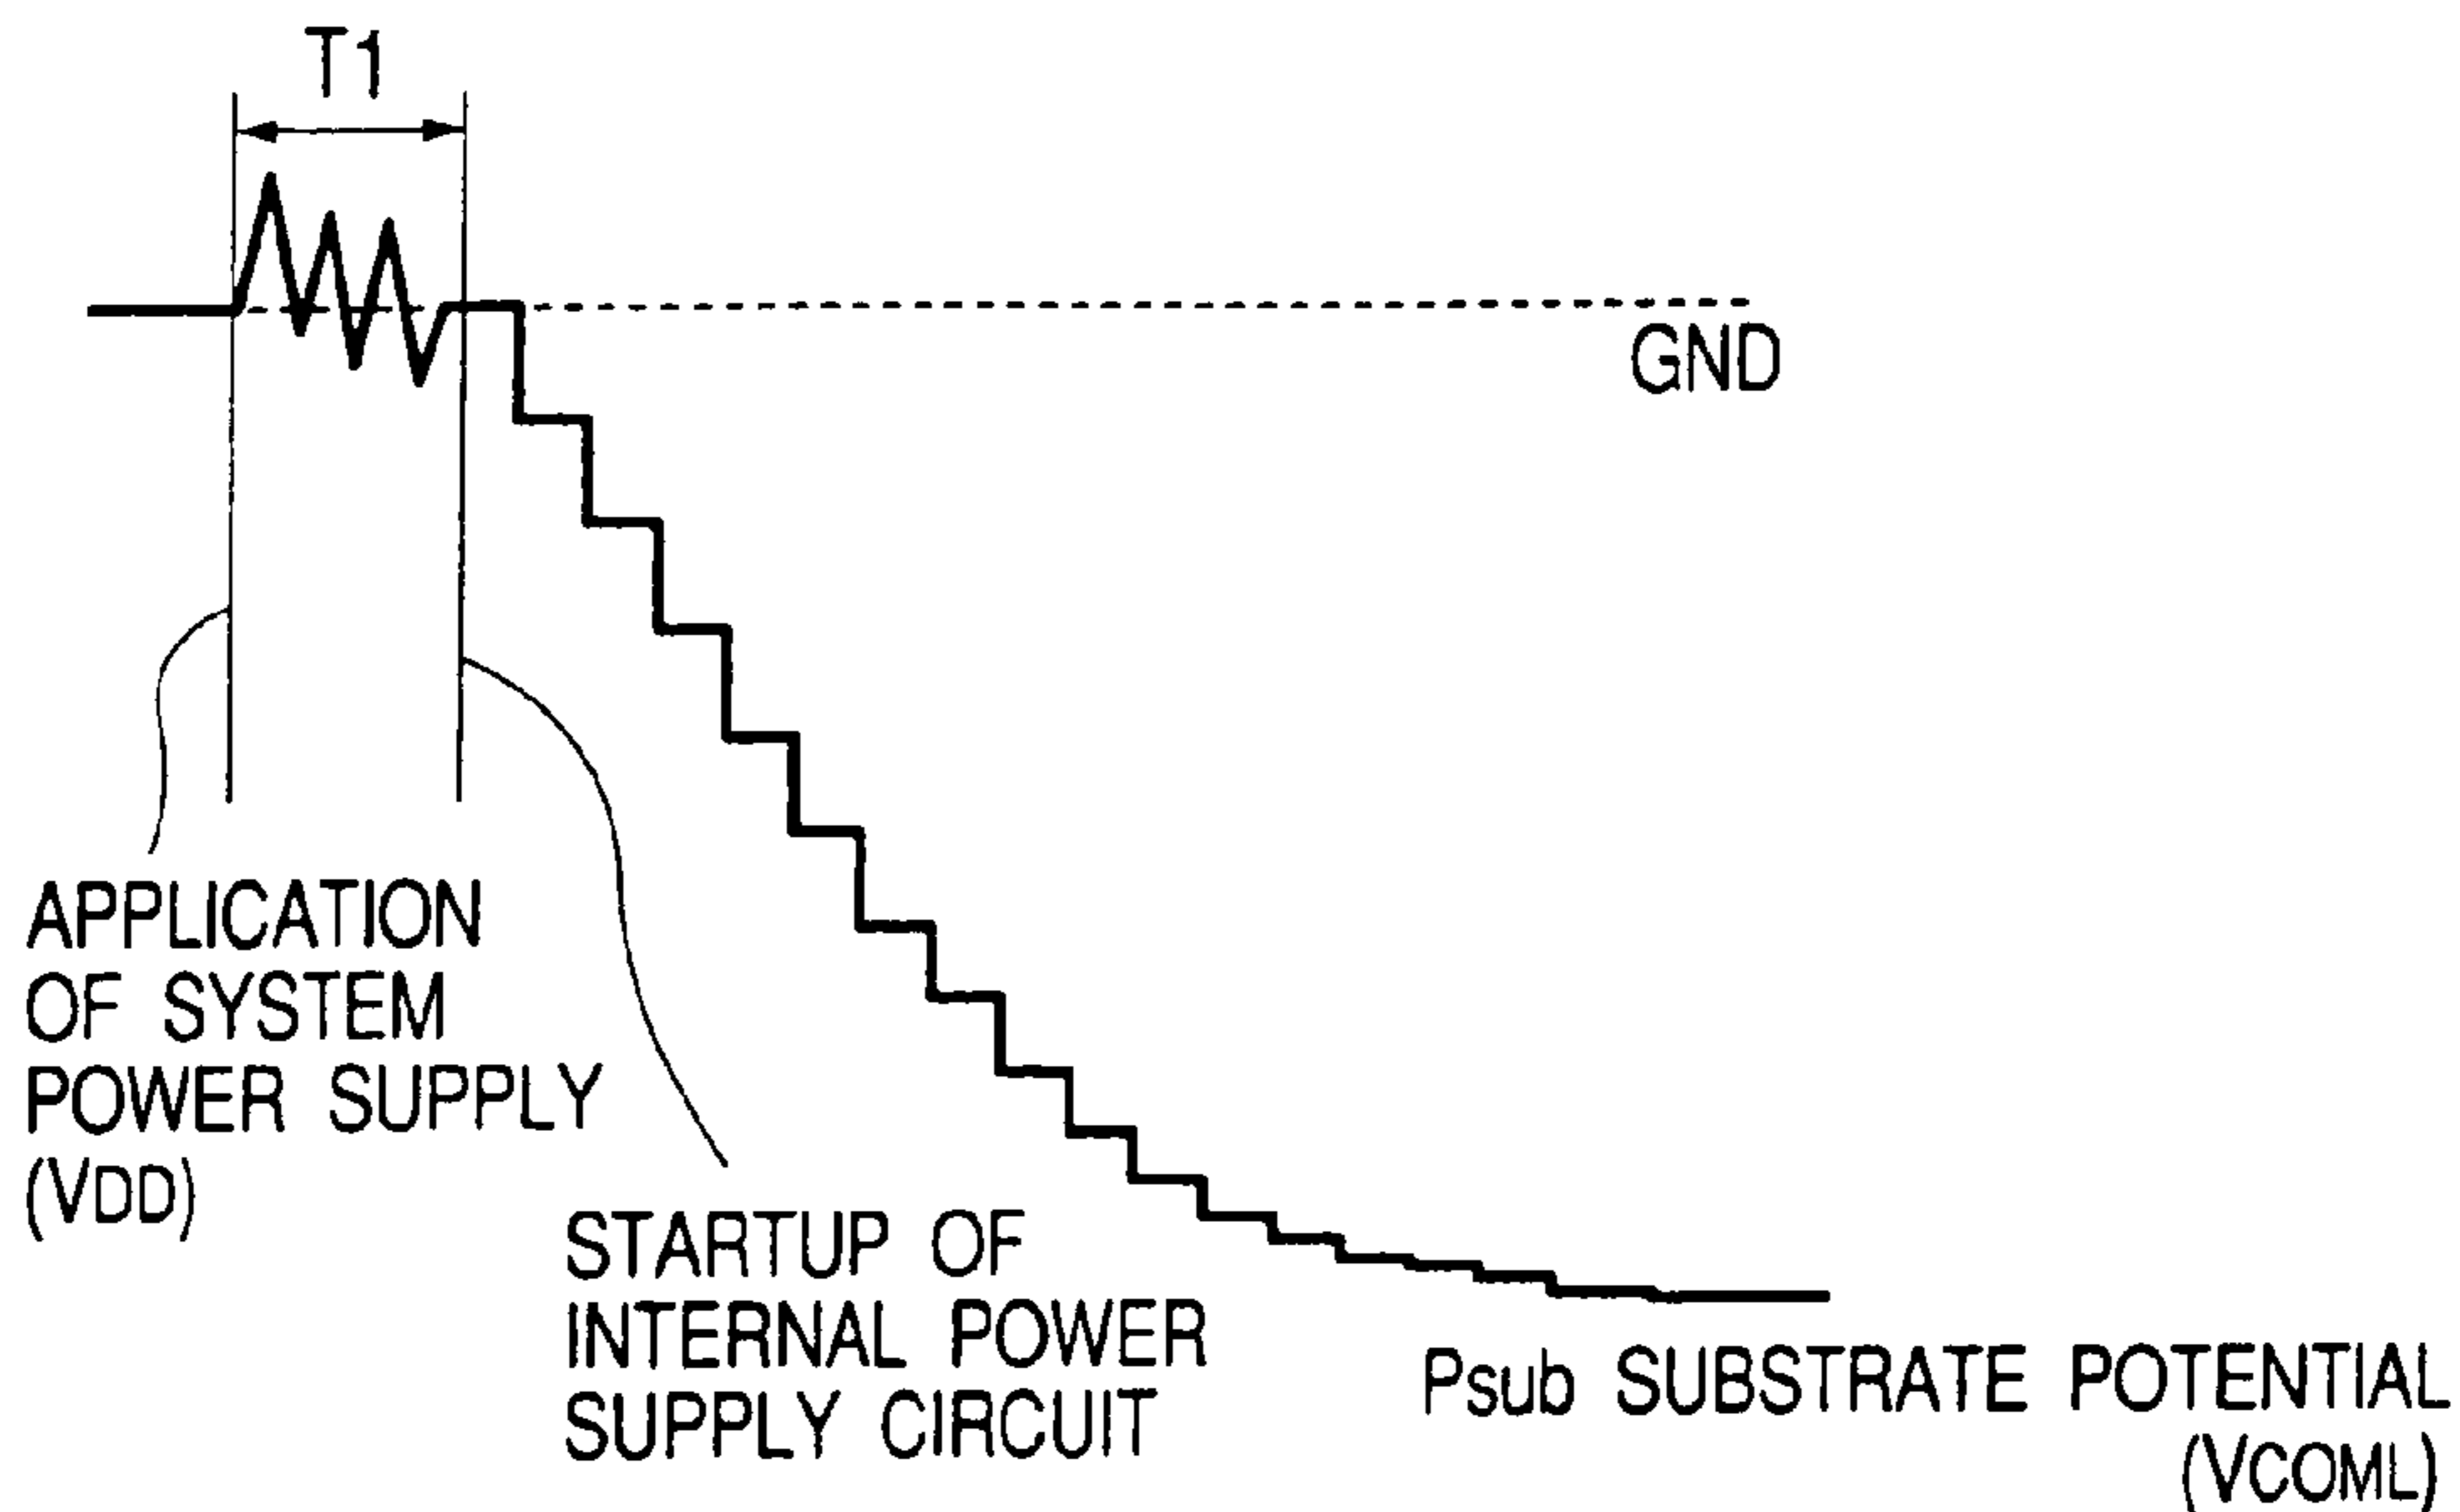 T1
GND
APPLICATION
OF SYSTEM
POWER SUPPLY
(VDD)
STARTUP OF
INTERNAL POWER
SUPPLY CIRCUIT
Psub SUBSTRATE POTENTIAL
(VCOML)